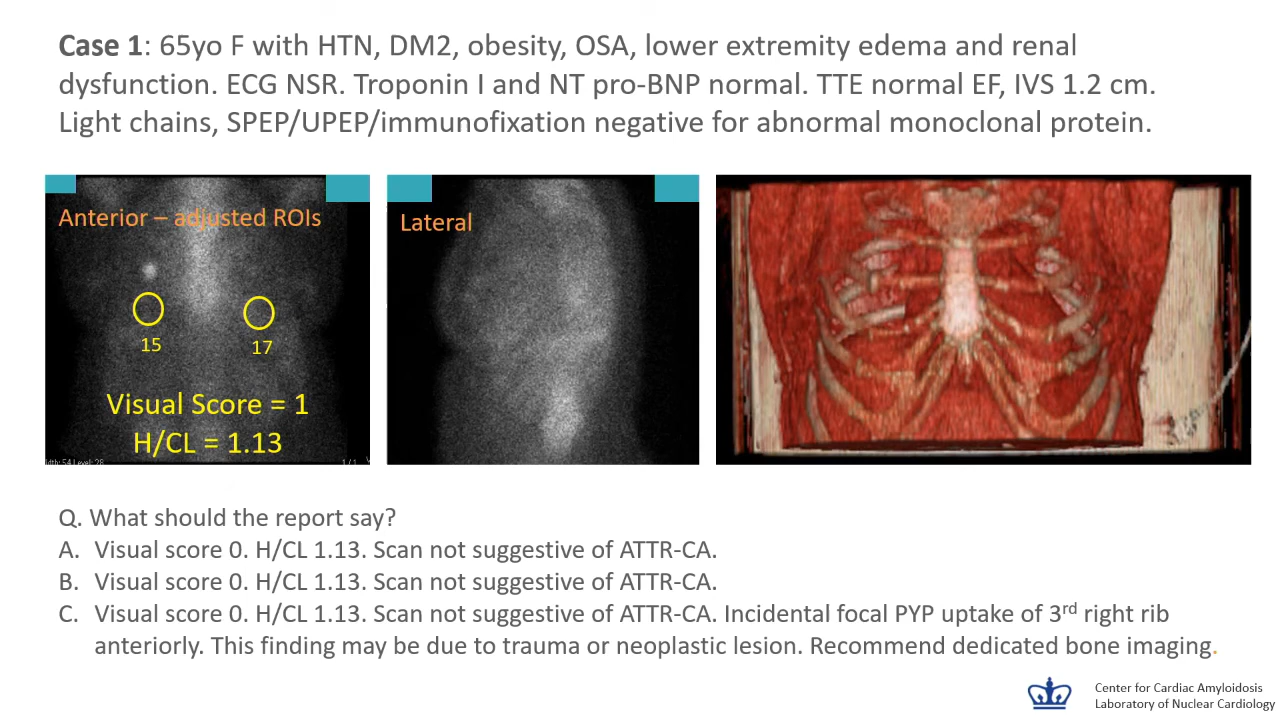 Case 1: 65yo F with HTN, DM2, obesity, OSA, lower extremity edema and renal
dysfunction. ECG NSR. Troponin I and NT pro-BNP normal. TTE normal EF, IVS 1.2 cm.
Light chains, SPEP/UPEP/immunofixation negative for abnormal monoclonal protein.
Anterior – adjusted ROIs
15
17
Visual Score = 1
H/CL = 1.13
idth: 54 Level: 28
1 / 1
Lateral
Q. What should the report say?
A. Visual score 0. H/CL 1.13. Scan not suggestive of ATTR-CA.
B. Visual score 0. H/CL 1.13. Scan not suggestive of ATTR-CA.
C. Visual score 0. H/CL 1.13. Scan not suggestive of ATTR-CA. Incidental focal PYP uptake of 3rd right rib
anteriorly. This finding may be due to trauma or neoplastic lesion. Recommend dedicated bone imaging.
Center for Cardiac Amyloidosis
Laboratory of Nuclear Cardiology